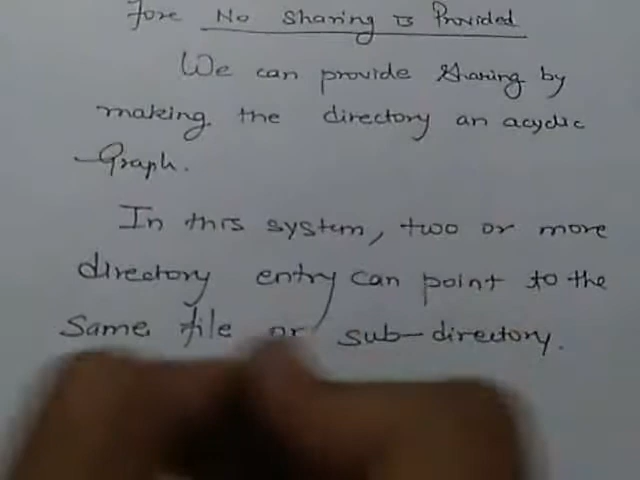 fore No sharing is Provided
We can provide sharing by
making the directory an acyclic
Graph.
In this system, two or more
directory entry can point to the
Same file or sub-directory.